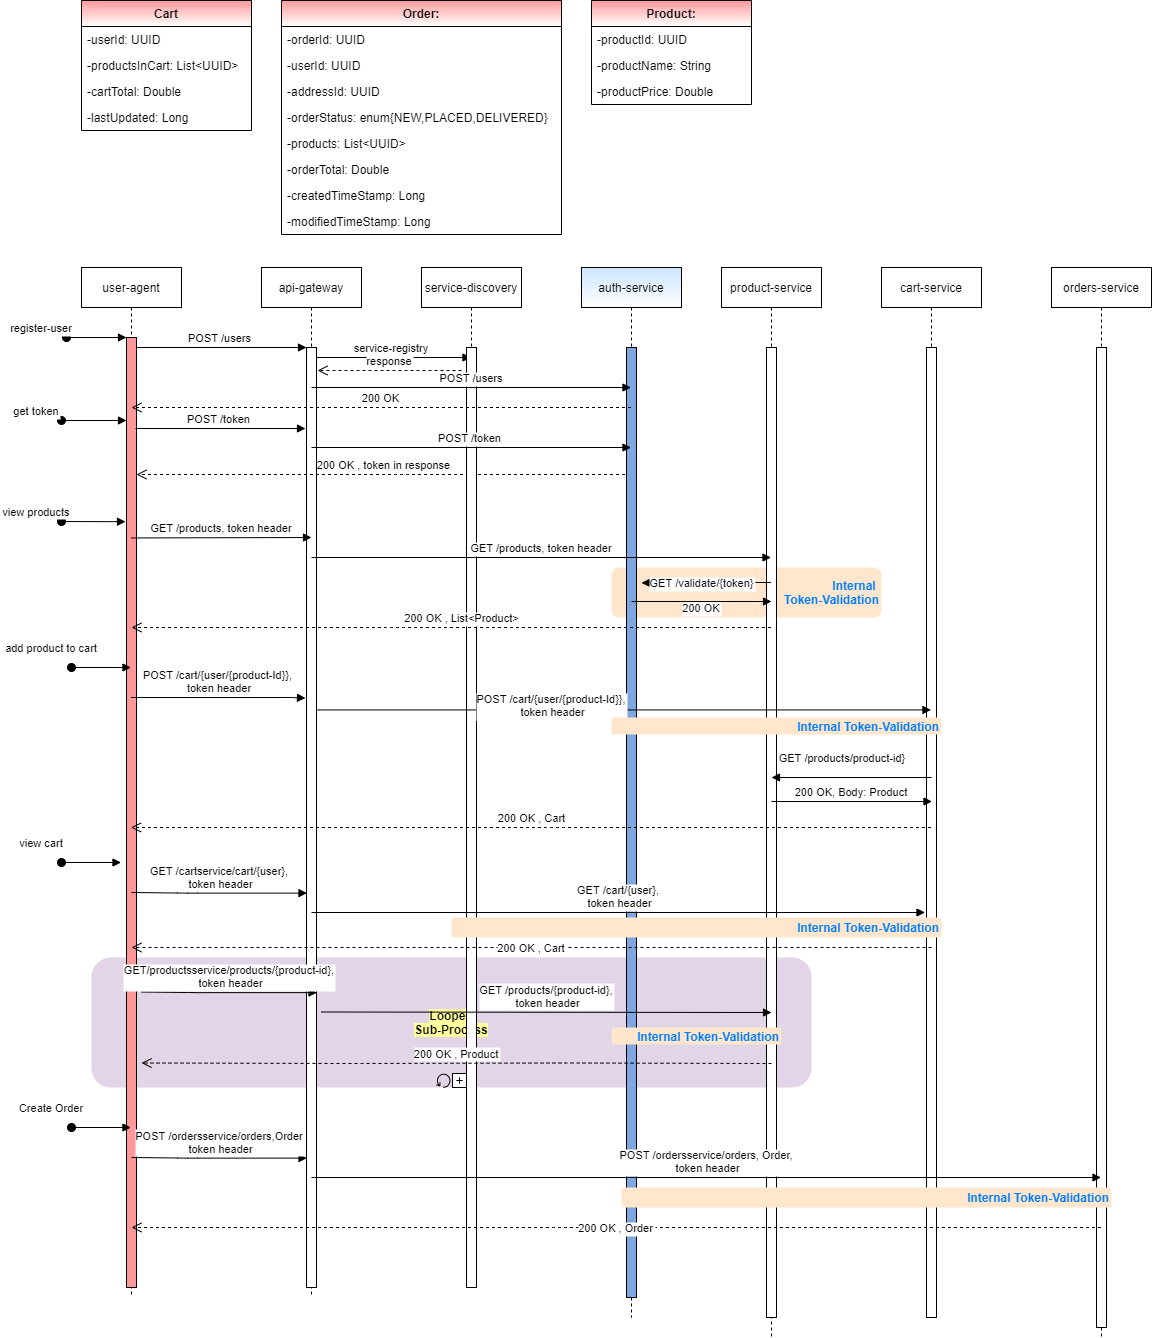 Cart
-userId: UUID
-productsInCart: List<UUID>
-cartTotal: Double
-lastUpdated: Long
Order:
-orderId: UUID
-userId: UUID
-addressId: UUID
-orderStatus: enum{NEW,PLACED,DELIVERED}
-products: List<UUID>
-orderTotal: Double
-createdTimeStamp: Long
-modifiedTimeStamp: Long
Product:
-productId: UUID
-productName: String
-productPrice: Double
user-agent
api-gateway
service-discovery
auth-service
product-service
cart-service
orders-service
register-user
POST /users
service-registry
response
POST /users
200 OK
get token
POST /token
POST /token
200 OK , token in response
view products
GET /products, token header
GET /products, token header
GET /validate/{token}
Internal
Token-Validation
200 OK
200 OK , List<Product>
add product to cart
POST /cart/{user/{product-Id}},
token header
POST /cart/{user/{product-Id}},
token header
Internal Token-Validation
GET /products/product-id}
200 OK, Body: Product
200 OK , Cart
view cart
GET /cartservice/cart/{user},
token header
GET /cart/{user},
token header
Internal Token-Validation
200 OK , Cart
GET/productsservice/products/{product-id},
token header
GET /products/{product-id},
token header
Loope
Sub-Process
Internal Token-Validation
200 OK , Product
Create Order
POST /ordersservice/orders,Order
token header
POST /ordersservice/orders, Order,
token header
Internal Token-Validation
200 OK , Order